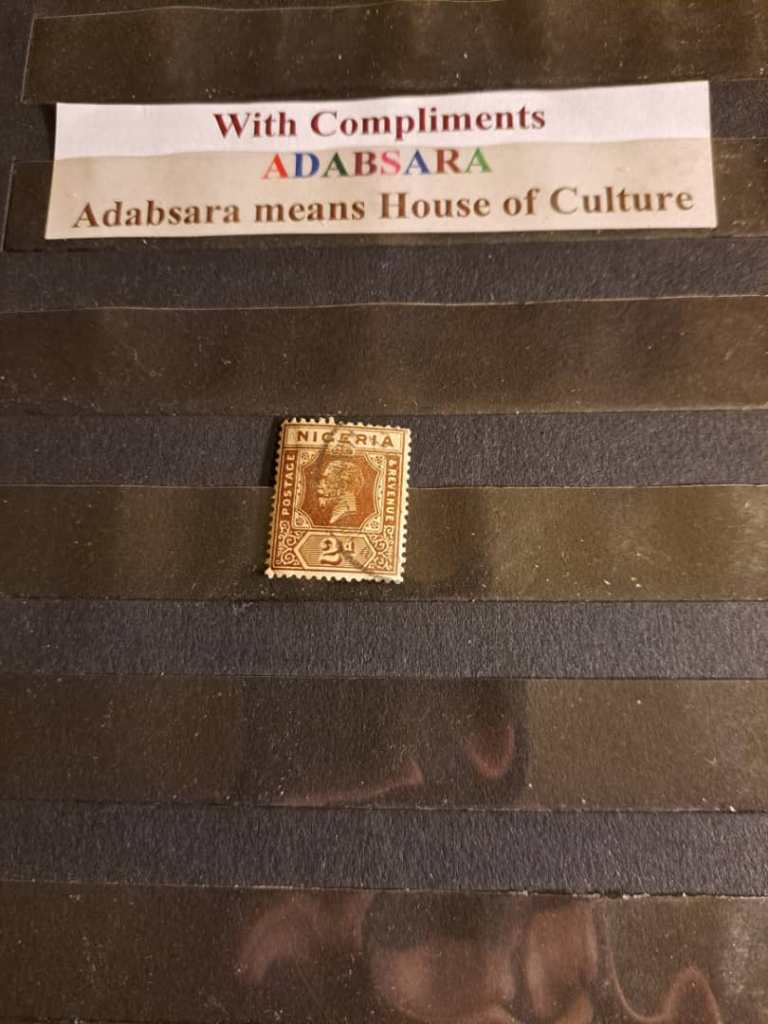 With Compliments
ADABSARA
Adabsara means House of Culture
NIGERIA
POSTAGE
& REVENUE
2d